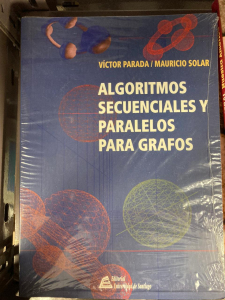 VÍCTOR PARADA / MAURICIO SOLAR
ALGORITMOS
SECUENCIALES Y
PARALELOS
PARA GRAFOS
Editorial
Universidad de Santiago